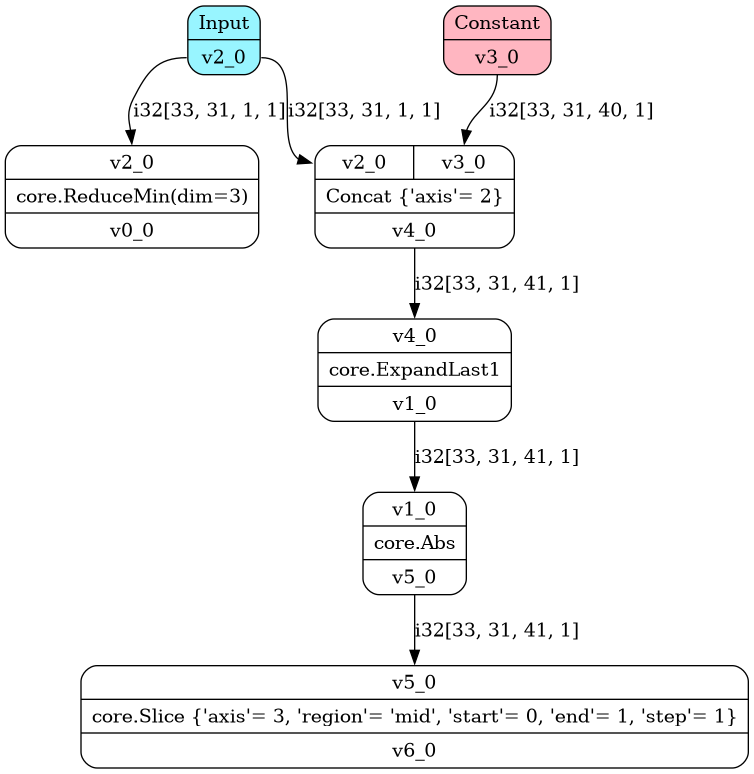 Input
v2_0
Constant
v3_0
i32[33, 31, 1, 1]
i32[33, 31, 1, 1]
i32[33, 31, 40, 1]
v2_0
core.ReduceMin(dim=3)
v0_0
v2_0 v3_0
Concat {'axis'= 2}
v4_0
i32[33, 31, 41, 1]
v4_0
core.ExpandLast1
v1_0
i32[33, 31, 41, 1]
v1_0
core.Abs
v5_0
i32[33, 31, 41, 1]
v5_0
core.Slice {'axis'= 3, 'region'= 'mid', 'start'= 0, 'end'= 1, 'step'= 1}
v6_0